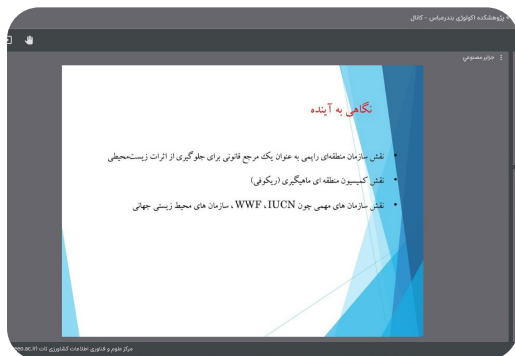 پژوهشکده اکولوژی بندرعباس - کانال
جزایر مصنوعی
نگاهی به آینده
• نقش سازمان منطقه‌ای راپمی به عنوان یک مرجع قانونی برای جلوگیری از اثرات زیست‌محیطی
• نقش کمیسیون منطقه ای ماهیگیری (ریکوفی)
• نقش سازمان های مهمی چون WWF ، IUCN ، سازمان های محیط زیستی جهانی
مرکز علوم و فناوری اطلاعات کشاورزی تات